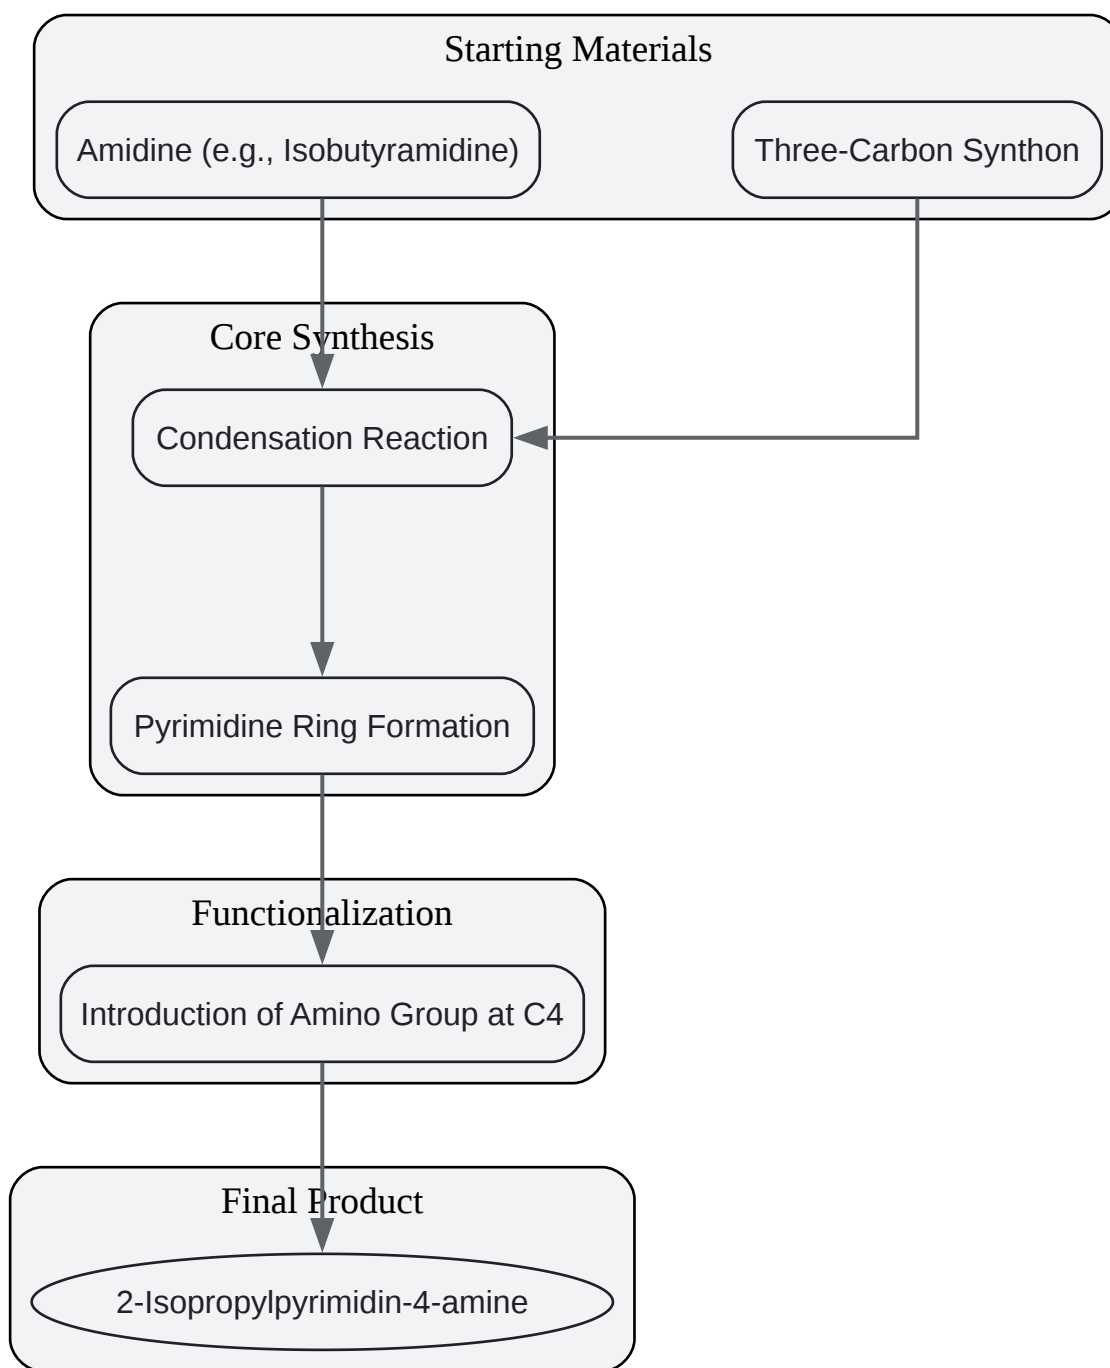 Starting Materials
Amidine (e.g., Isobutyramidine)
Three-Carbon Synthon
Core Synthesis
Condensation Reaction
Pyrimidine Ring Formation
Functionalization
Introduction of Amino Group at C4
Final Product
2-Isopropylpyrimidin-4-amine